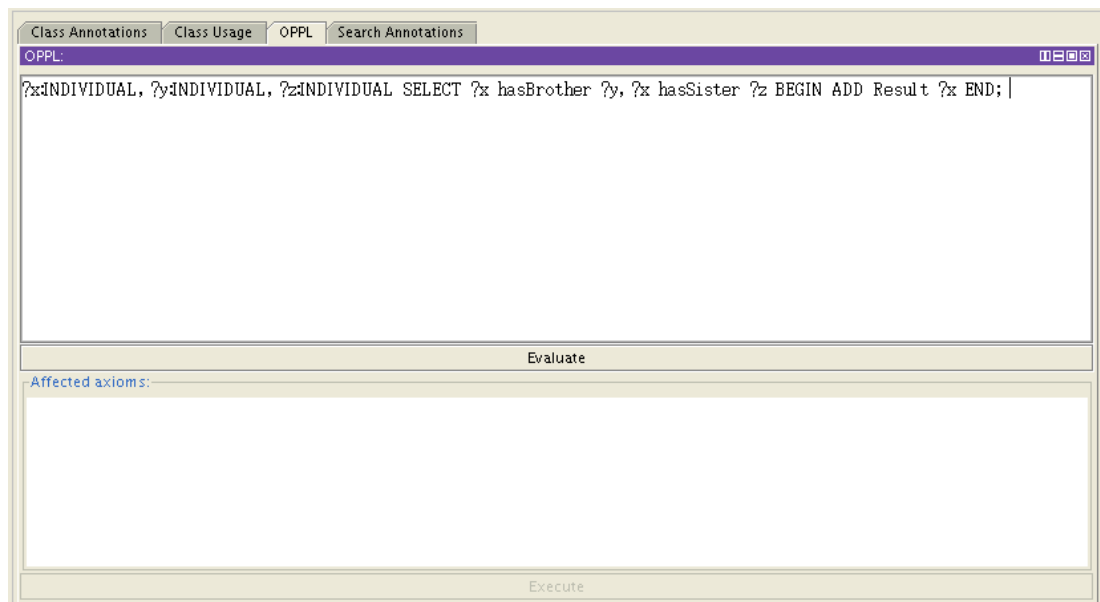 Class Annotations Class Usage OPPL Search Annotations
OPPL:
?x:INDIVIDUAL, ?y:INDIVIDUAL, ?z:INDIVIDUAL SELECT ?x hasBrother ?y, ?x hasSister ?z BEGIN ADD Result ?x END;
Evaluate
Affected axioms:
Execute